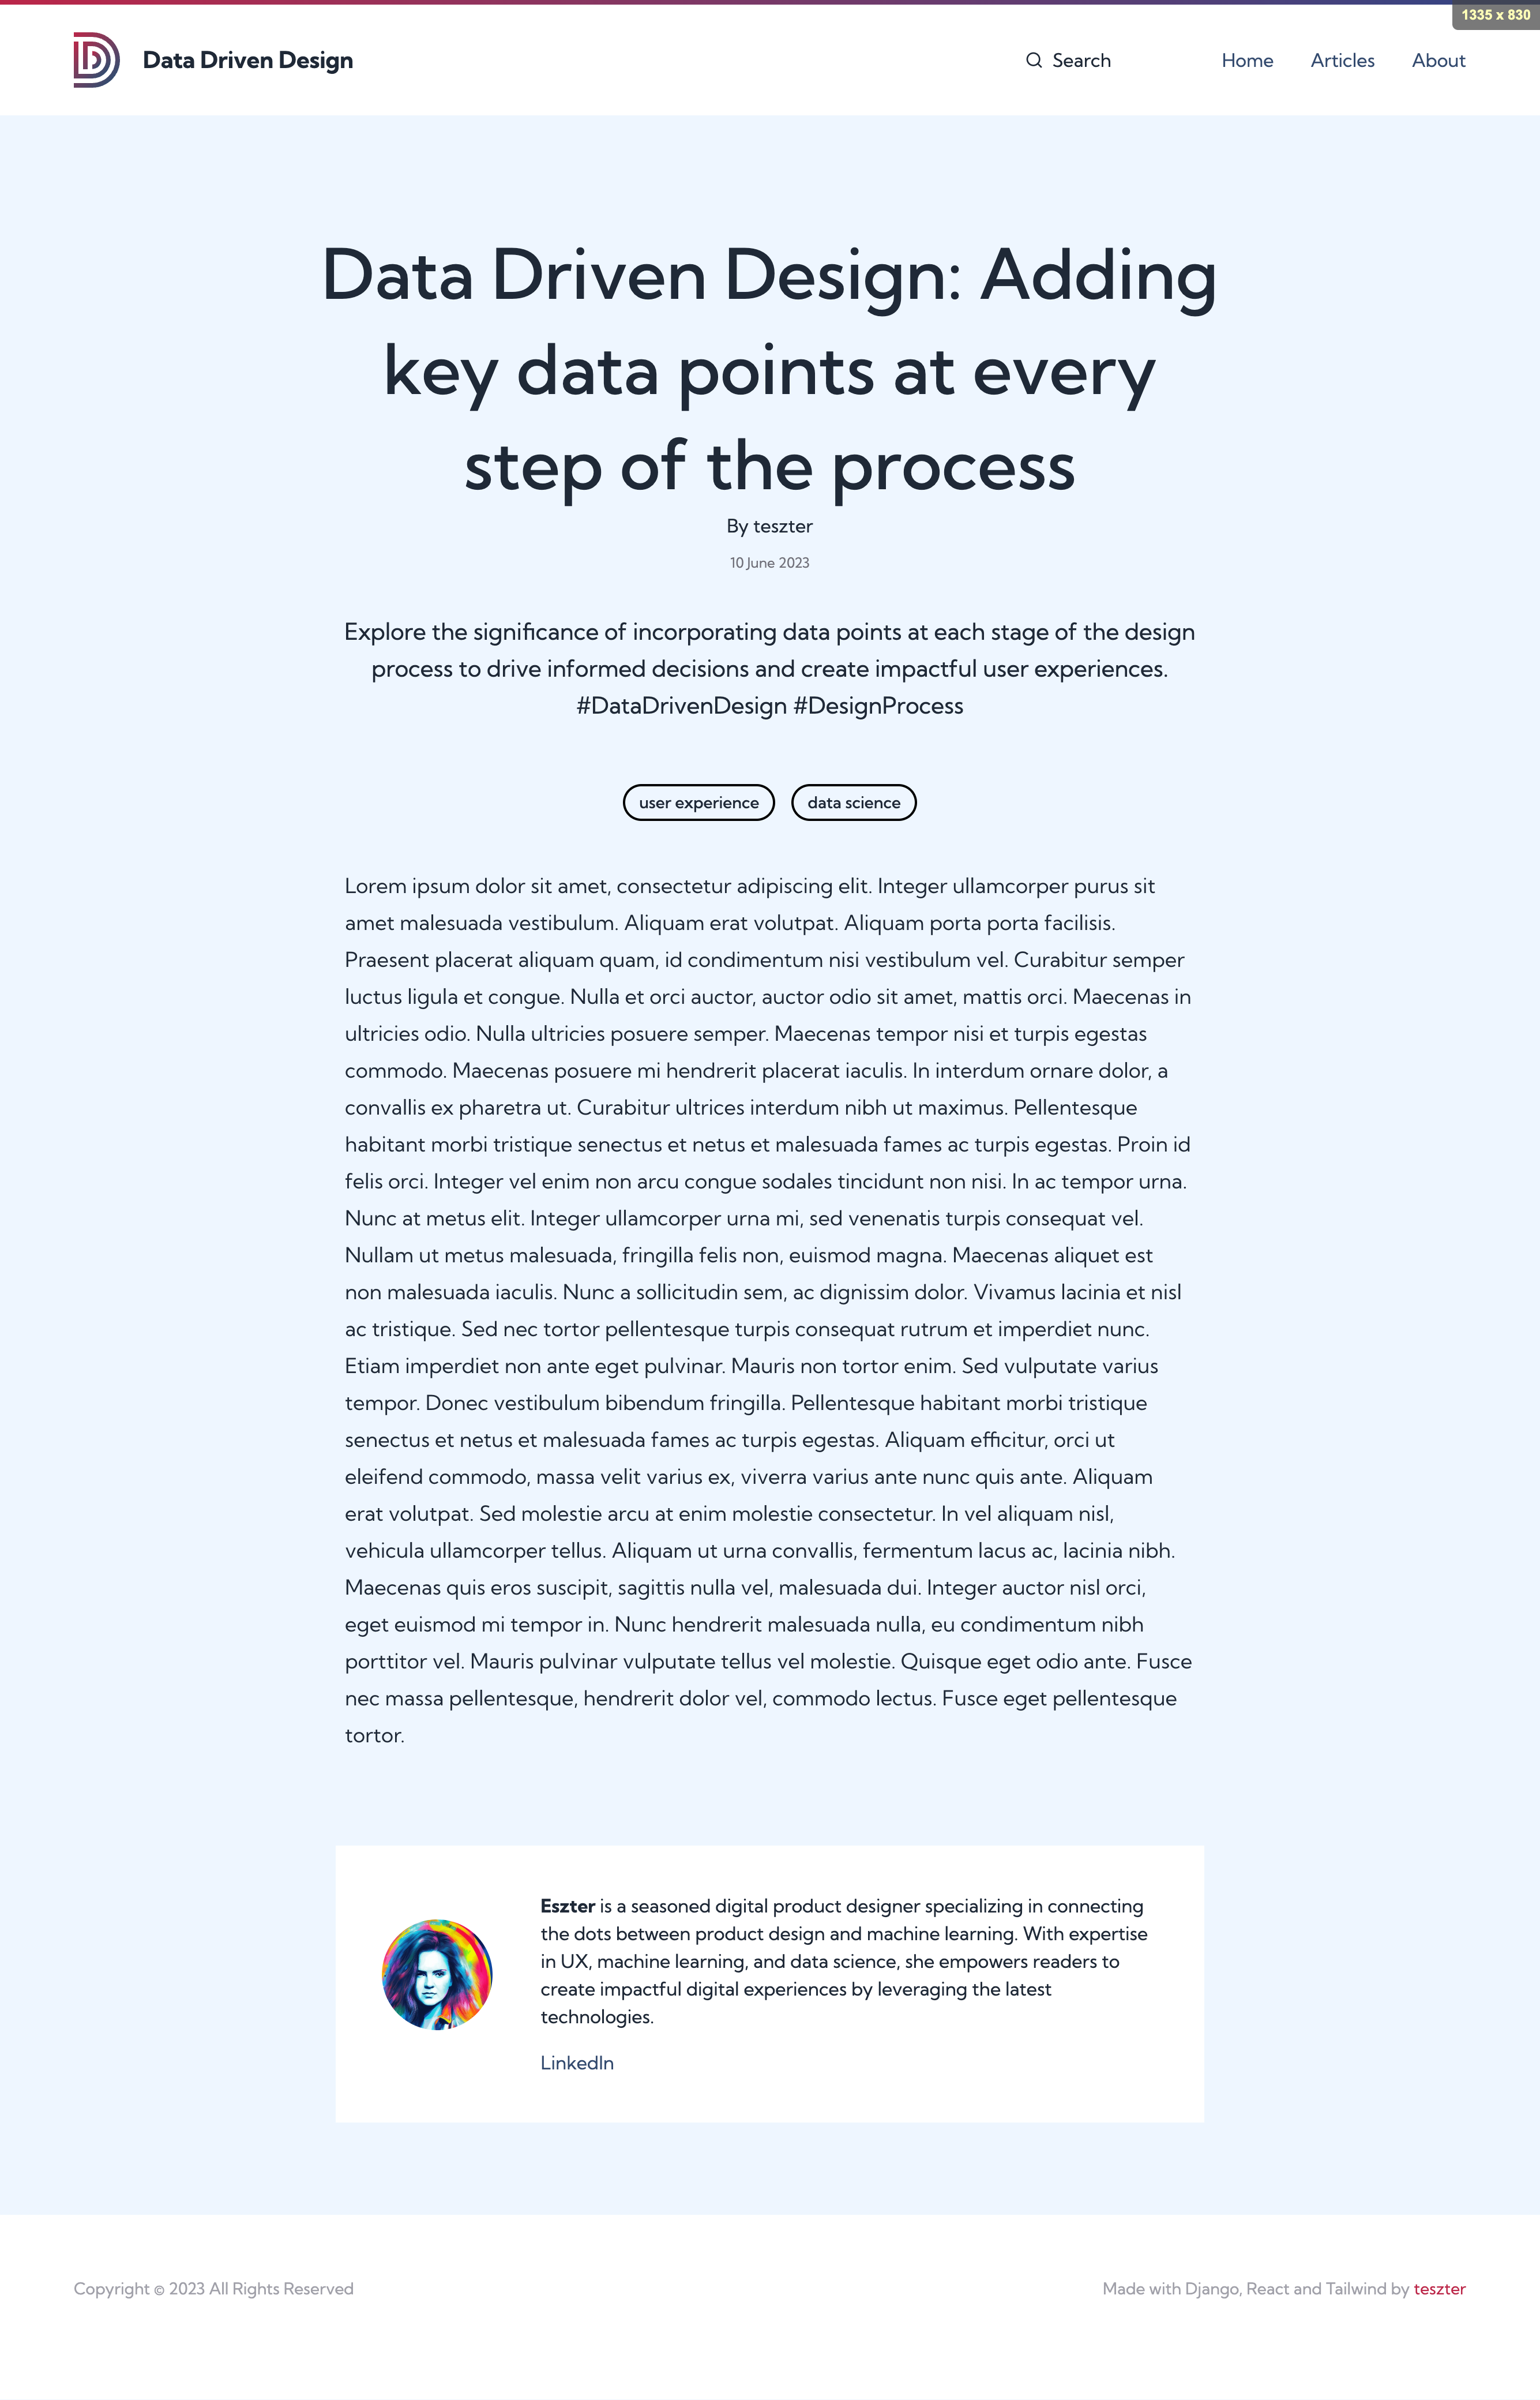 1335 x 830
Data Driven Design
Search
Home
Articles
About
Data Driven Design: Adding
key data points at every
step of the process
By teszter
10 June 2023
Explore the significance of incorporating data points at each stage of the design
process to drive informed decisions and create impactful user experiences.
#DataDrivenDesign #DesignProcess
user experience
data science
Lorem ipsum dolor sit amet, consectetur adipiscing elit. Integer ullamcorper purus sit
amet malesuada vestibulum. Aliquam erat volutpat. Aliquam porta porta facilisis.
Praesent placerat aliquam quam, id condimentum nisi vestibulum vel. Curabitur semper
luctus ligula et congue. Nulla et orci auctor, auctor odio sit amet, mattis orci. Maecenas in
ultricies odio. Nulla ultricies posuere semper. Maecenas tempor nisi et turpis egestas
commodo. Maecenas posuere mi hendrerit placerat iaculis. In interdum ornare dolor, a
convallis ex pharetra ut. Curabitur ultrices interdum nibh ut maximus. Pellentesque
habitant morbi tristique senectus et netus et malesuada fames ac turpis egestas. Proin id
felis orci. Integer vel enim non arcu congue sodales tincidunt non nisi. In ac tempor urna.
Nunc at metus elit. Integer ullamcorper urna mi, sed venenatis turpis consequat vel.
Nullam ut metus malesuada, fringilla felis non, euismod magna. Maecenas aliquet est
non malesuada iaculis. Nunc a sollicitudin sem, ac dignissim dolor. Vivamus lacinia et nisl
ac tristique. Sed nec tortor pellentesque turpis consequat rutrum et imperdiet nunc.
Etiam imperdiet non ante eget pulvinar. Mauris non tortor enim. Sed vulputate varius
tempor. Donec vestibulum bibendum fringilla. Pellentesque habitant morbi tristique
senectus et netus et malesuada fames ac turpis egestas. Aliquam efficitur, orci ut
eleifend commodo, massa velit varius ex, viverra varius ante nunc quis ante. Aliquam
erat volutpat. Sed molestie arcu at enim molestie consectetur. In vel aliquam nisl,
vehicula ullamcorper tellus. Aliquam ut urna convallis, fermentum lacus ac, lacinia nibh.
Maecenas quis eros suscipit, sagittis nulla vel, malesuada dui. Integer auctor nisl orci,
eget euismod mi tempor in. Nunc hendrerit malesuada nulla, eu condimentum nibh
porttitor vel. Mauris pulvinar vulputate tellus vel molestie. Quisque eget odio ante. Fusce
nec massa pellentesque, hendrerit dolor vel, commodo lectus. Fusce eget pellentesque
tortor.
Eszter is a seasoned digital product designer specializing in connecting
the dots between product design and machine learning. With expertise
in UX, machine learning, and data science, she empowers readers to
create impactful digital experiences by leveraging the latest
technologies.
LinkedIn
Copyright © 2023 All Rights Reserved
Made with Django, React and Tailwind by teszter